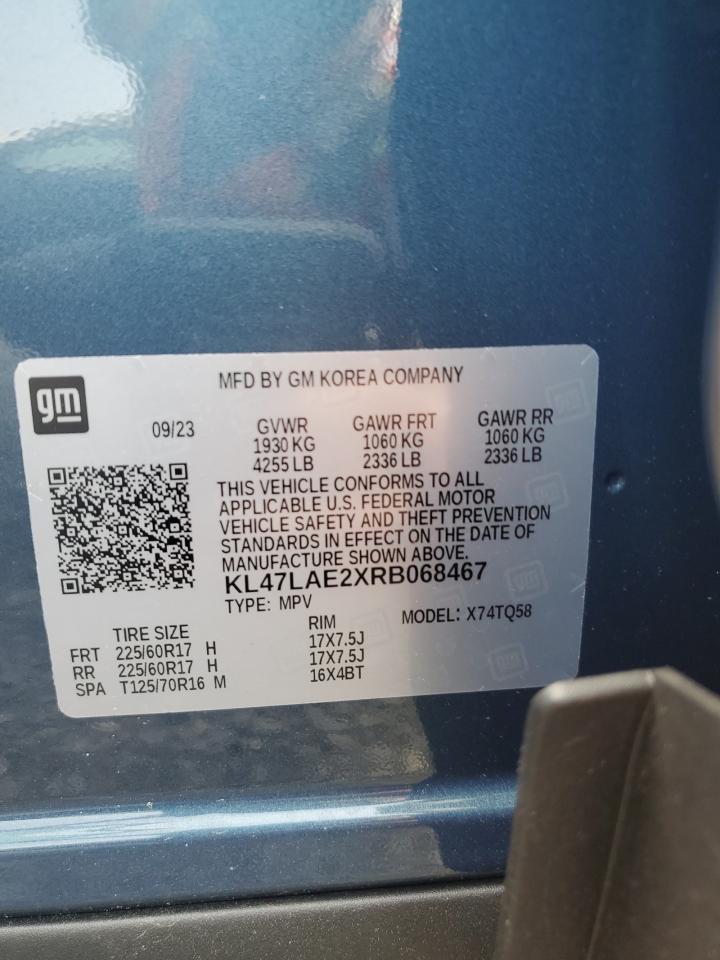 gm
MFD BY GM KOREA COMPANY
09/23
GVWR GAWR FRT GAWR RR
1930 KG 1060 KG 1060 KG
4255 LB 2336 LB 2336 LB
THIS VEHICLE CONFORMS TO ALL
APPLICABLE U.S. FEDERAL MOTOR
VEHICLE SAFETY AND THEFT PREVENTION
STANDARDS IN EFFECT ON THE DATE OF
MANUFACTURE SHOWN ABOVE.
KL47LAE2XRB068467
TYPE: MPV MODEL: X74TQ58
TIRE SIZE RIM
FRT 225/60R17 H 17X7.5J
RR 225/60R17 H 17X7.5J
SPA T125/70R16 M 16X4BT